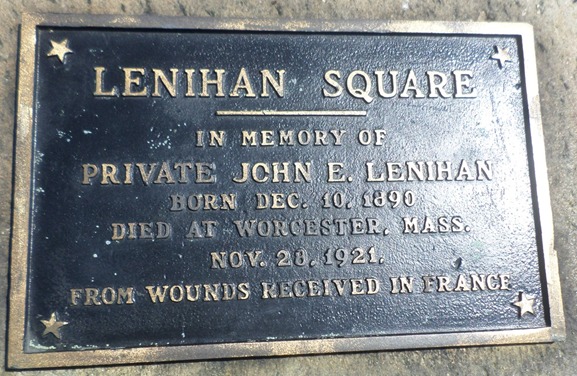 LENIHAN SQUARE
IN MEMORY OF
PRIVATE JOHN E. LENIHAN
BORN DEC. 10, 1890
DIED AT WORCESTER, MASS.
NOV. 28, 1921.
FROM WOUNDS RECEIVED IN FRANCE